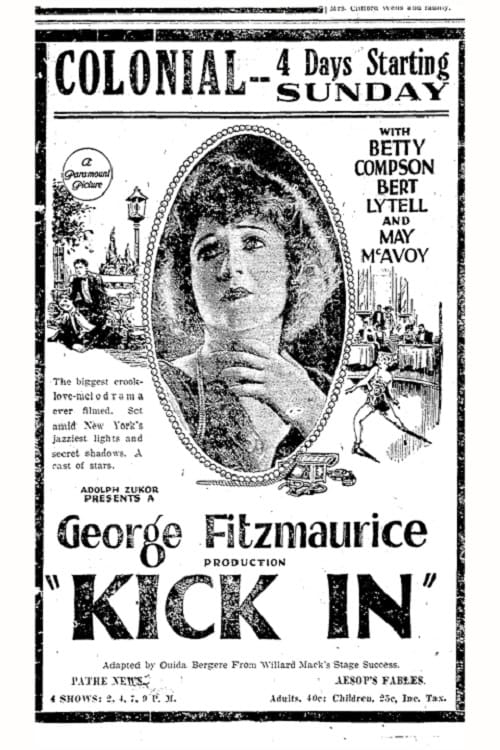 Mrs. Clifford Wells and family.
COLONIAL-- 4 Days Starting
SUNDAY
a
Paramount
Picture
WITH
BETTY
COMPSON
BERT
LYTELL
AND
MAY
McAVOY
The biggest crook-
love-melodrama
ever filmed. Set
amid New York's
jazziest lights and
secret shadows. A
cast of stars.
ADOLPH ZUKOR
PRESENTS A
George Fitzmaurice
PRODUCTION
"KICK IN"
Adapted by Ouida Bergere From Willard Mack's Stage Success.
PATHE NEWS. AESOP'S FABLES.
4 SHOWS: 2, 4, 7, 9 P. M. Adults, 40c; Children, 25c, Inc. Tax.